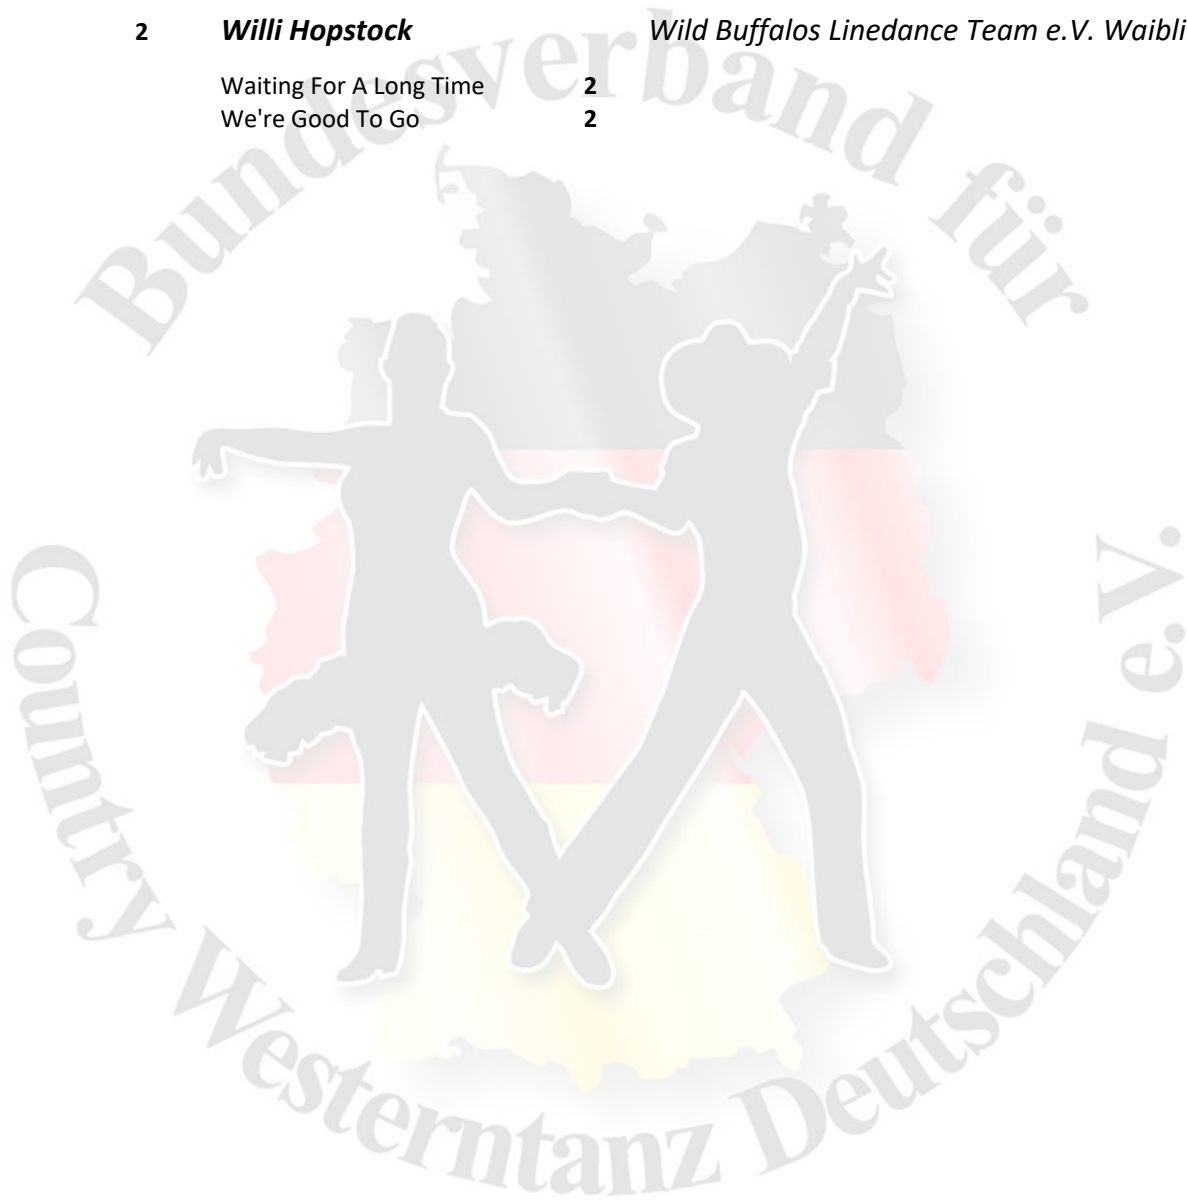 2 Willi Hopstock Wild Buffalos Linedance Team e.V. Waibli
Waiting For A Long Time 2
We're Good To Go 2
Bundesverband für
Country Westerntanz Deutschland e.V.